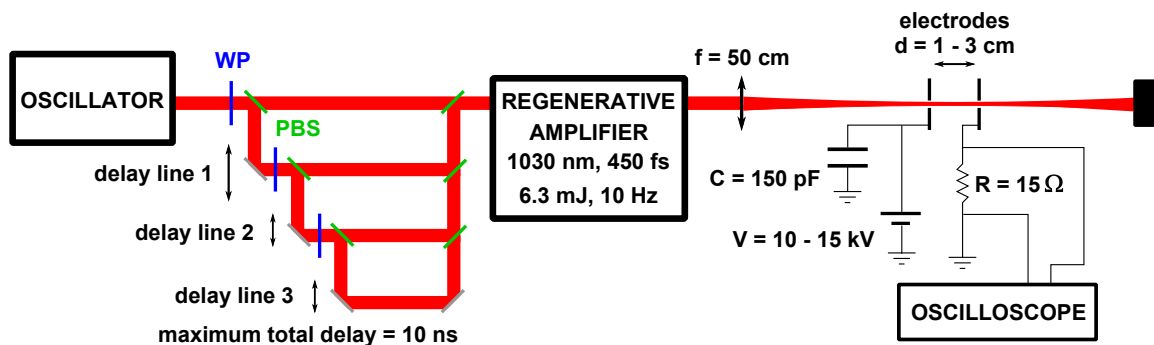 OSCILLATOR
WP
PBS
delay line 1
delay line 2
delay line 3
maximum total delay = 10 ns
REGENERATIVE
AMPLIFIER
1030 nm, 450 fs
6.3 mJ, 10 Hz
f = 50 cm
electrodes
d = 1 - 3 cm
C = 150 pF
V = 10 - 15 kV
R = 15 Ω
OSCILLOSCOPE